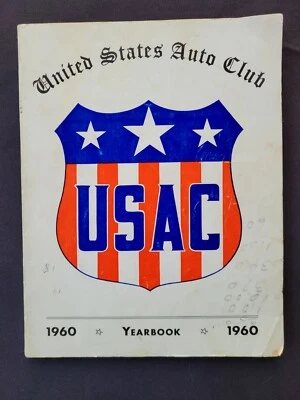 United States Auto Club
USAC
1960 ☆ YEARBOOK ☆ 1960